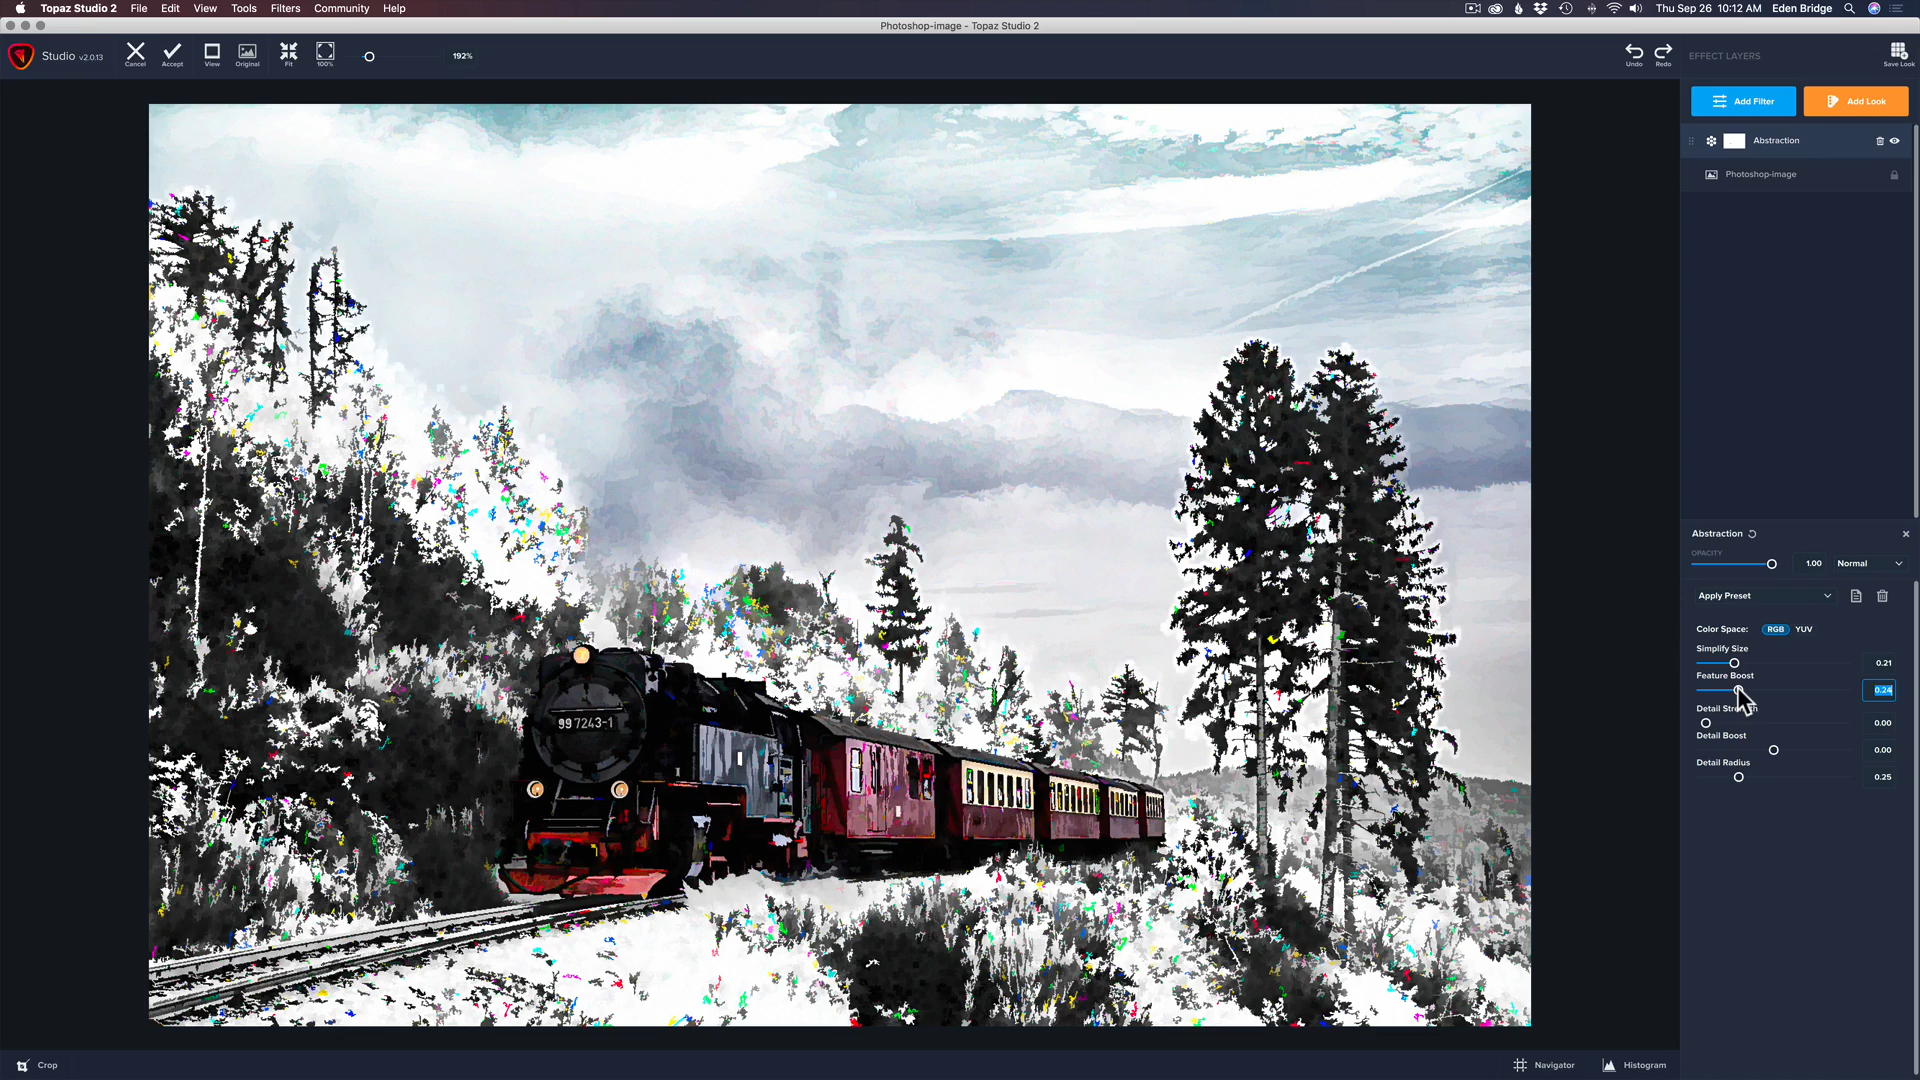 Topaz Studio 2 File Edit View Tools Filters Community Help
Thu Sep 26 10:12 AM Eden Bridge
Photoshop-image - Topaz Studio 2
Studio v2.0.13
Cancel Accept View Original Fit 100%
192%
Undo Redo
EFFECT LAYERS
Save Look
Add Filter
Add Look
Abstraction
Photoshop-image
Abstraction
OPACITY
1.00 Normal
Apply Preset
Color Space: RGB YUV
Simplify Size
0.21
Feature Boost
0.24
Detail
0.00
Detail Boost
0.00
Detail Radius
0.25
99 7243-1
Crop
Navigator
Histogram